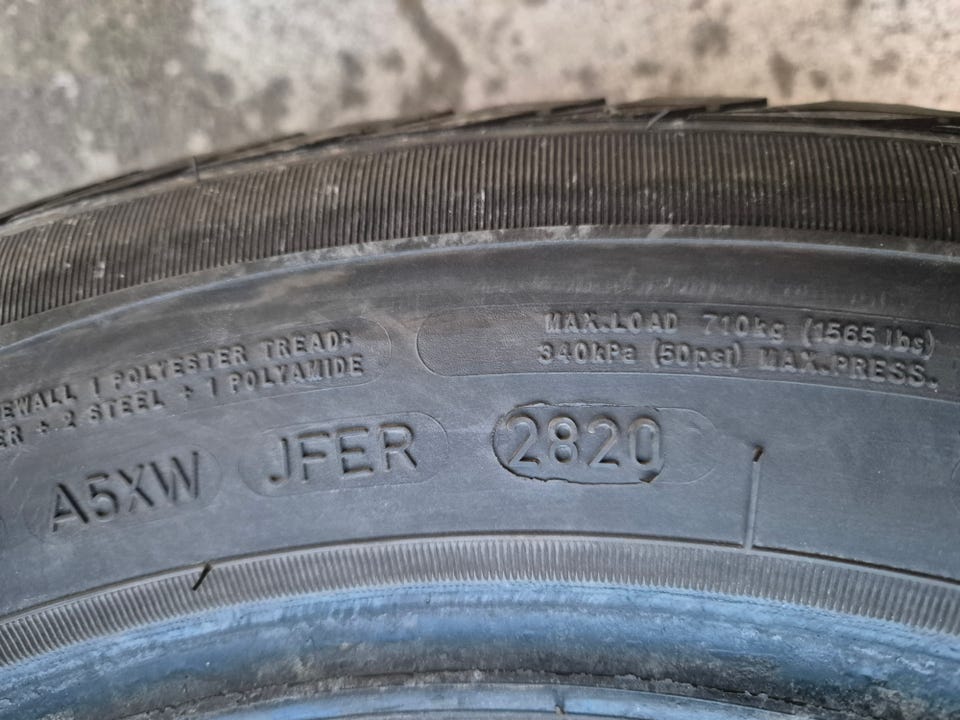 EWALL 1 POLYESTER TREAD:
ER + 2 STEEL + 1 POLYAMIDE
MAX.LOAD 710kg (1565 lbs)
340kPa (50psi) MAX.PRESS.
A5XW JFER 2820